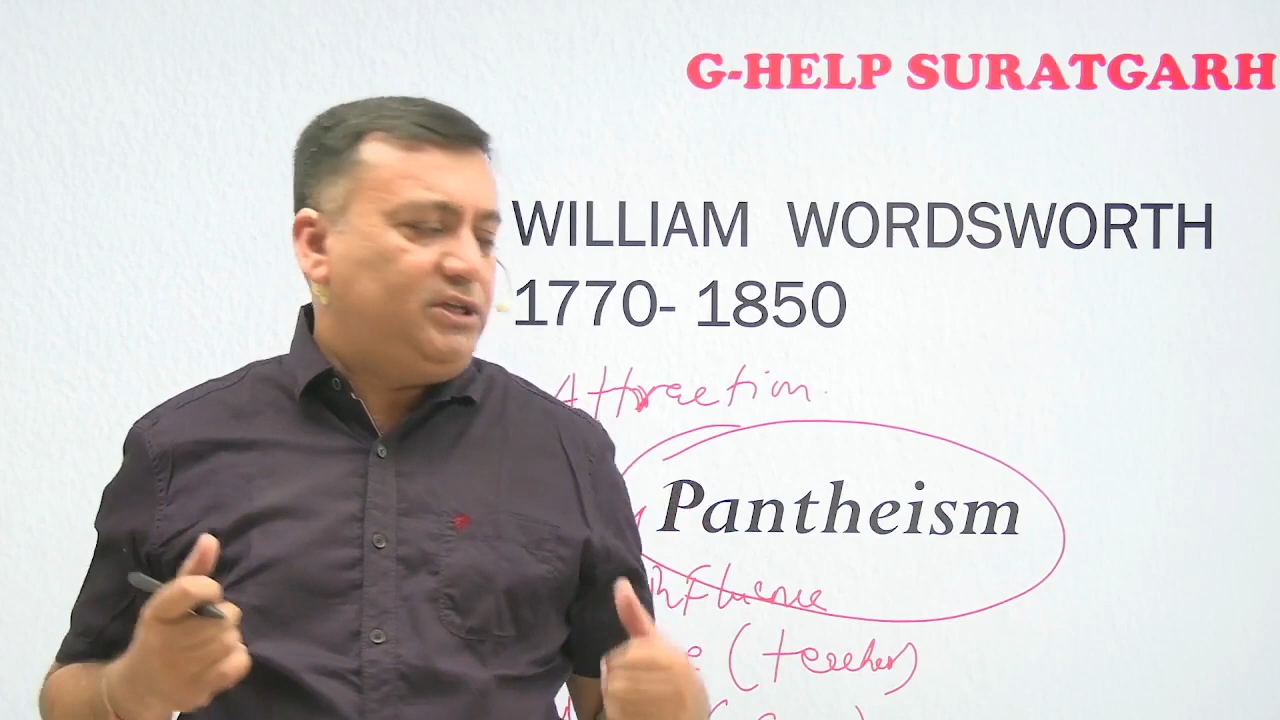 G-HELP SURATGARH
WILLIAM WORDSWORTH
1770- 1850
Attraction.
Pantheism
influence
(teacher)